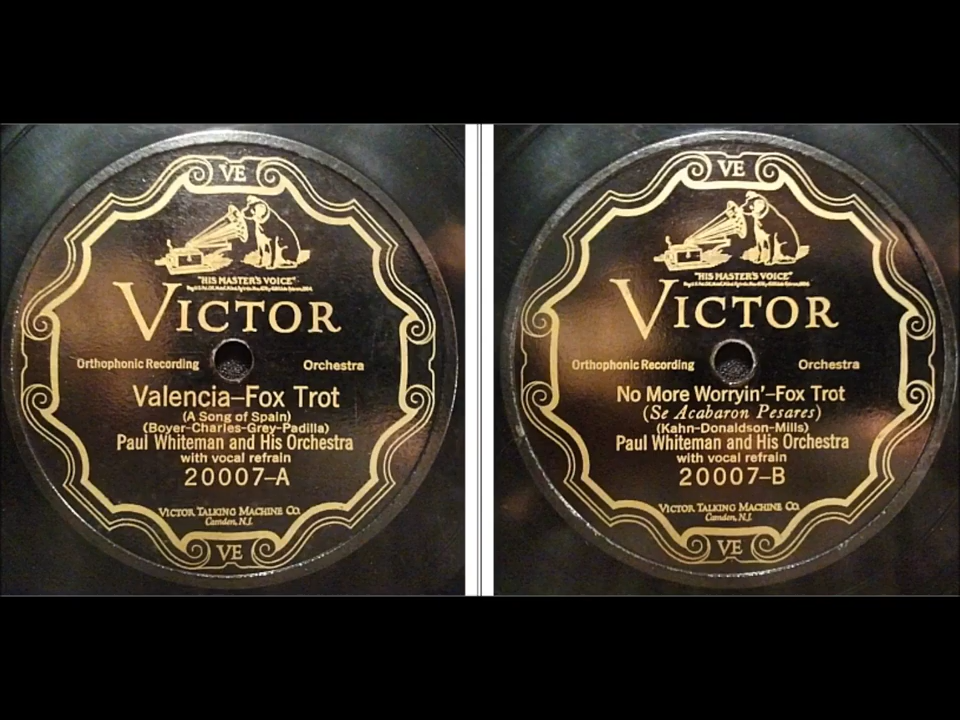 VE
"HIS MASTER'S VOICE"
VICTOR
Orthophonic Recording Orchestra
Valencia–Fox Trot
(A Song of Spain)
(Boyer-Charles-Grey-Padilla)
Paul Whiteman and His Orchestra
with vocal refrain
20007–A
VICTOR TALKING MACHINE CO.
Camden, N.J.
VE
VE
"HIS MASTER'S VOICE"
VICTOR
Orthophonic Recording Orchestra
No More Worryin'–Fox Trot
(Se Acabaron Pesares)
(Kahn-Donaldson-Mills)
Paul Whiteman and His Orchestra
with vocal refrain
20007–B
VICTOR TALKING MACHINE CO.
Camden, N.J.
VE